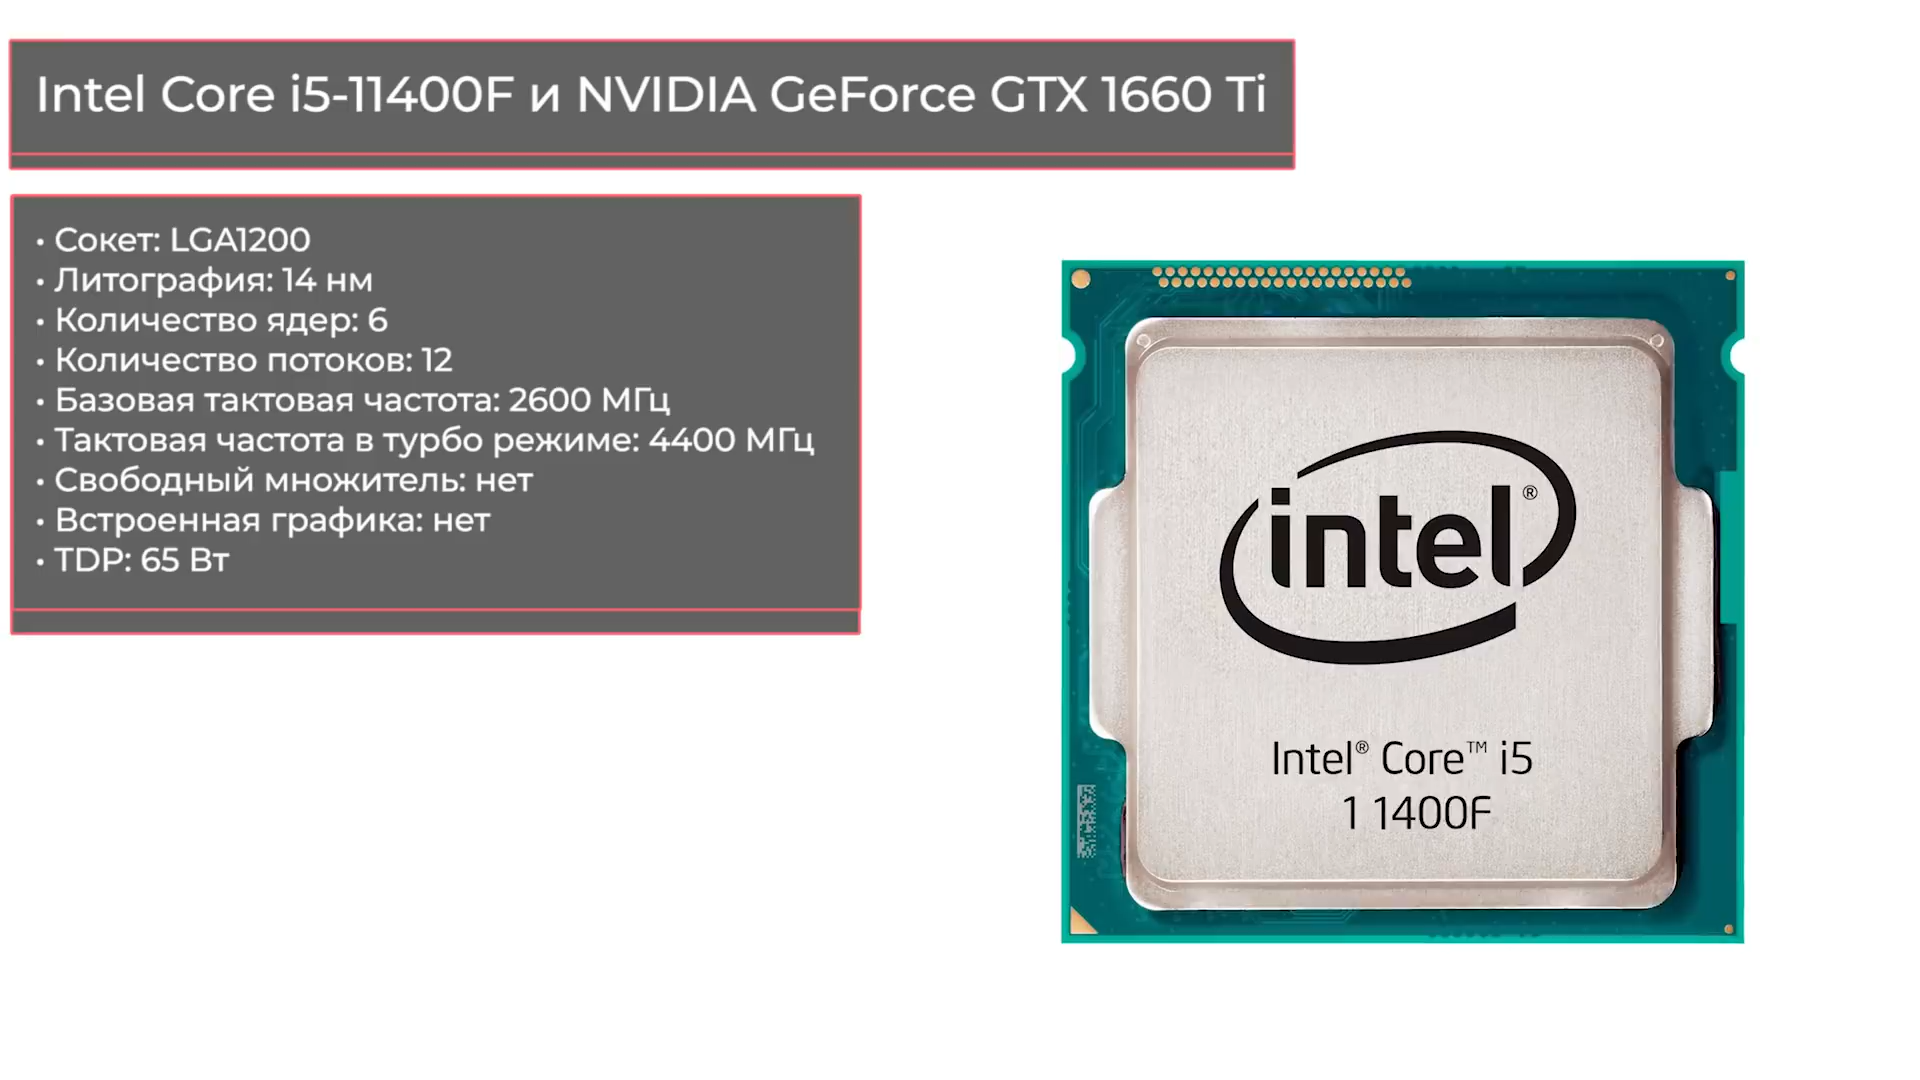 Intel Core i5-11400F и NVIDIA GeForce GTX 1660 Ti
• Сокет: LGA1200
• Литография: 14 нм
• Количество ядер: 6
• Количество потоков: 12
• Базовая тактовая частота: 2600 МГц
• Тактовая частота в турбо режиме: 4400 МГц
• Свободный множитель: нет
• Встроенная графика: нет
• TDP: 65 Вт
intel®
Intel® Core™ i5
1 1400F